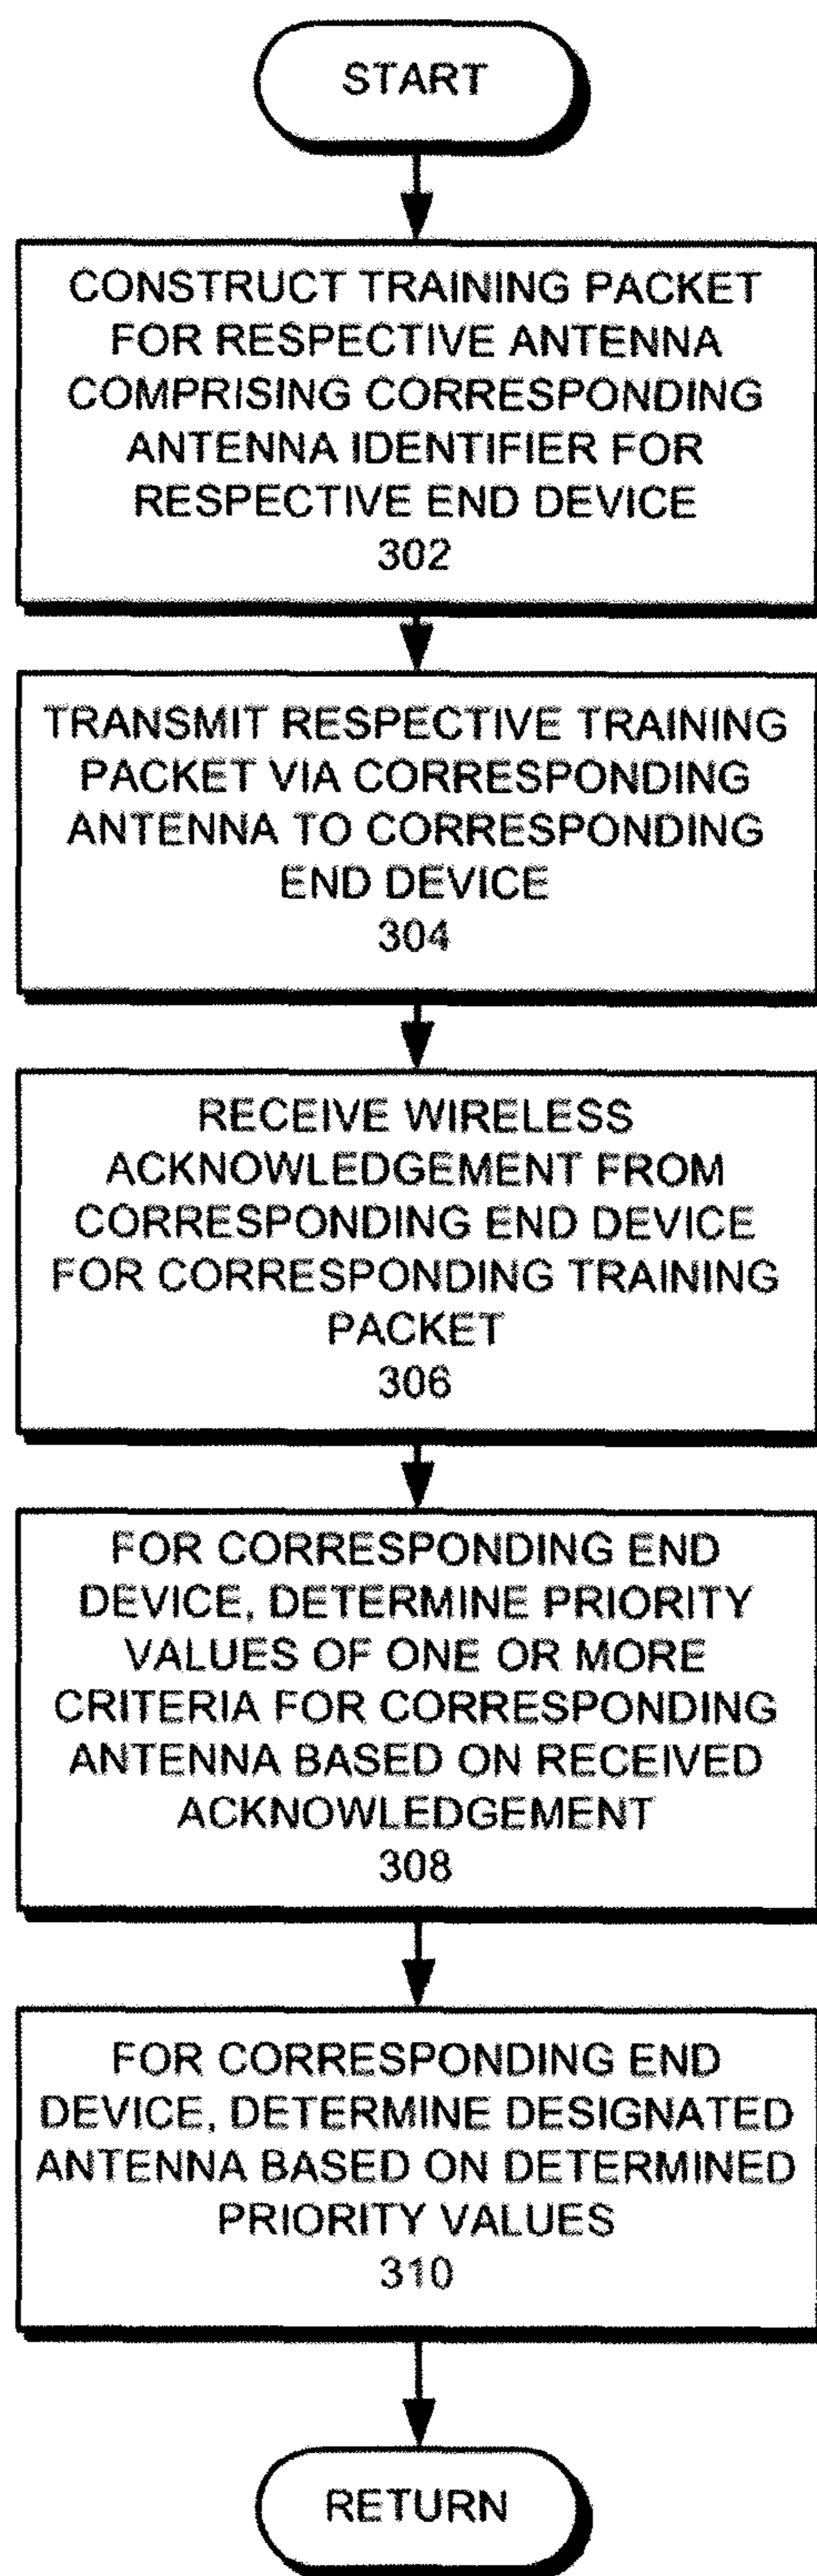 START
CONSTRUCT TRAINING PACKET
FOR RESPECTIVE ANTENNA
COMPRISING CORRESPONDING
ANTENNA IDENTIFIER FOR
RESPECTIVE END DEVICE
302
TRANSMIT RESPECTIVE TRAINING
PACKET VIA CORRESPONDING
ANTENNA TO CORRESPONDING
END DEVICE
304
RECEIVE WIRELESS
ACKNOWLEDGEMENT FROM
CORRESPONDING END DEVICE
FOR CORRESPONDING TRAINING
PACKET
306
FOR CORRESPONDING END
DEVICE, DETERMINE PRIORITY
VALUES OF ONE OR MORE
CRITERIA FOR CORRESPONDING
ANTENNA BASED ON RECEIVED
ACKNOWLEDGEMENT
308
FOR CORRESPONDING END
DEVICE, DETERMINE DESIGNATED
ANTENNA BASED ON DETERMINED
PRIORITY VALUES
310
RETURN